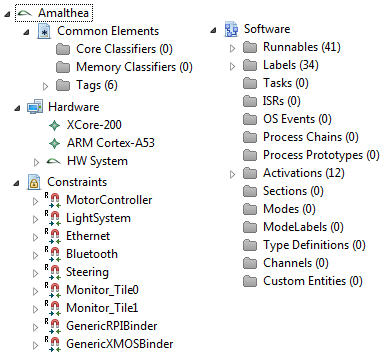 Amalthea
Common Elements
Core Classifiers (0)
Memory Classifiers (0)
Tags (6)
Hardware
XCore-200
ARM Cortex-A53
HW System
Constraints
R MotorController
R LightSystem
R Ethernet
R Bluetooth
R Steering
R Monitor_Tile0
R Monitor_Tile1
R GenericRPIBinder
R GenericXMOSBinder
Software
Runnables (41)
Labels (34)
Tasks (0)
ISRs (0)
OS Events (0)
Process Chains (0)
Process Prototypes (0)
Activations (12)
Sections (0)
Modes (0)
ModeLabels (0)
Type Definitions (0)
Channels (0)
Custom Entities (0)